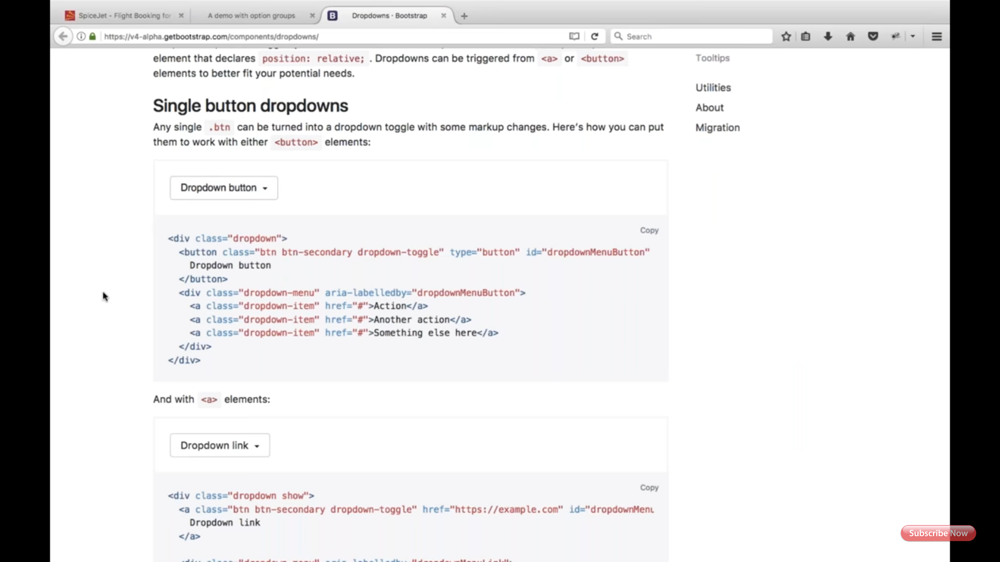 SpiceJet - Flight Booking for
A demo with option groups
Dropdowns · Bootstrap
https://v4-alpha.getbootstrap.com/components/dropdowns/
Search
element that declares position: relative; . Dropdowns can be triggered from <a> or <button>
elements to better fit your potential needs.
Tooltips
Utilities
About
Migration
Single button dropdowns
Any single .btn can be turned into a dropdown toggle with some markup changes. Here's how you can put
them to work with either <button> elements:
Dropdown button
Copy
<div class="dropdown">
<button class="btn btn-secondary dropdown-toggle" type="button" id="dropdownMenuButton"
Dropdown button
</button>
<div class="dropdown-menu" aria-labelledby="dropdownMenuButton">
<a class="dropdown-item" href="#">Action</a>
<a class="dropdown-item" href="#">Another action</a>
<a class="dropdown-item" href="#">Something else here</a>
</div>
</div>
And with <a> elements:
Dropdown link
Copy
<div class="dropdown show">
<a class="btn btn-secondary dropdown-toggle" href="https://example.com" id="dropdownMenu
Dropdown link
</a>
<div class="dropdown-menu" aria-labelledby="dropdownMenuLink">
Subscribe Now